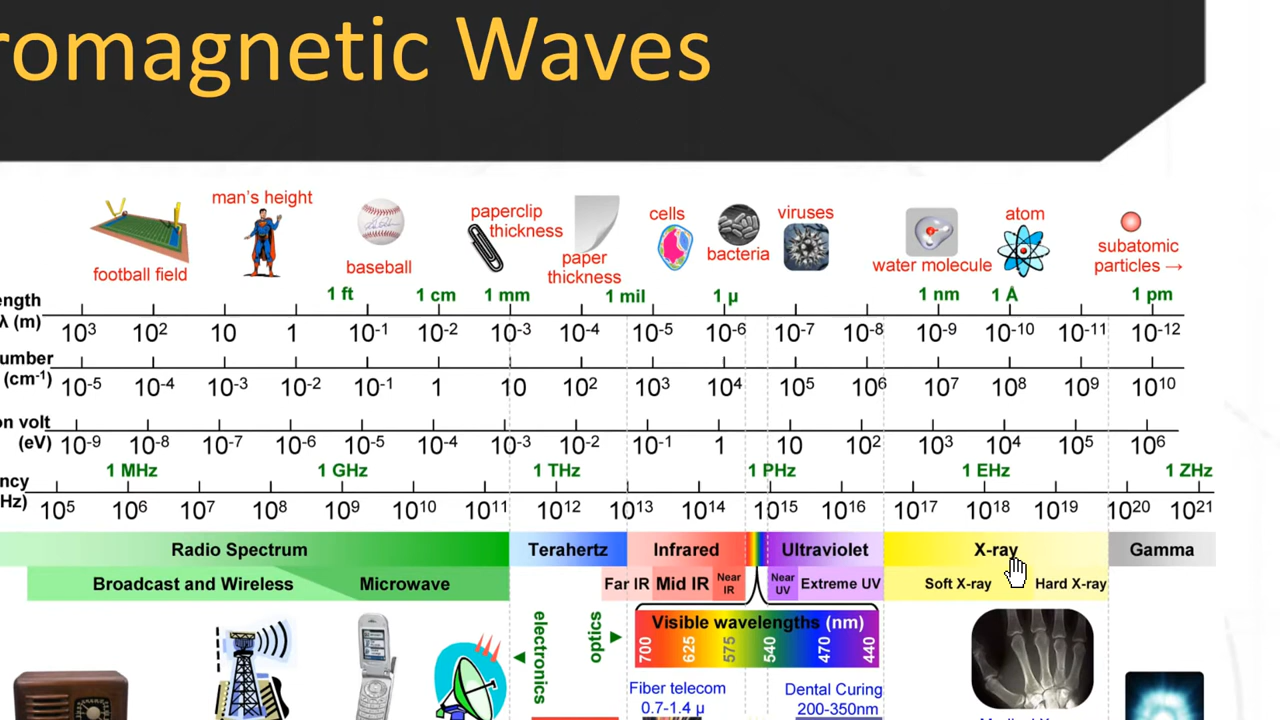 romagnetic Waves
man's height
paperclip
thickness
cells
viruses
atom
subatomic
particles →
football field
baseball
paper
thickness
bacteria
water molecule
1 ft 1 cm 1 mm 1 mil 1 µ 1 nm 1 Å 1 pm
length
λ (m)
10³ 10² 10 1 10⁻¹ 10⁻² 10⁻³ 10⁻⁴ 10⁻⁵ 10⁻⁶ 10⁻⁷ 10⁻⁸ 10⁻⁹ 10⁻¹⁰ 10⁻¹¹ 10⁻¹²
umber
(cm⁻¹)
10⁻⁵ 10⁻⁴ 10⁻³ 10⁻² 10⁻¹ 1 10 10² 10³ 10⁴ 10⁵ 10⁶ 10⁷ 10⁸ 10⁹ 10¹⁰
on volt
(eV)
10⁻⁹ 10⁻⁸ 10⁻⁷ 10⁻⁶ 10⁻⁵ 10⁻⁴ 10⁻³ 10⁻² 10⁻¹ 1 10 10² 10³ 10⁴ 10⁵ 10⁶
1 MHz 1 GHz 1 THz 1 PHz 1 EHz 1 ZHz
ncy
Hz)
10⁵ 10⁶ 10⁷ 10⁸ 10⁹ 10¹⁰ 10¹¹ 10¹² 10¹³ 10¹⁴ 10¹⁵ 10¹⁶ 10¹⁷ 10¹⁸ 10¹⁹ 10²⁰ 10²¹
Radio Spectrum Terahertz Infrared Ultraviolet X-ray Gamma
Broadcast and Wireless Microwave Far IR Mid IR Near IR Near UV Extreme UV Soft X-ray Hard X-ray
electronics
optics
Visible wavelengths (nm)
700 625 575 540 470 440
Fiber telecom
0.7-1.4 µ
Dental Curing
200-350nm